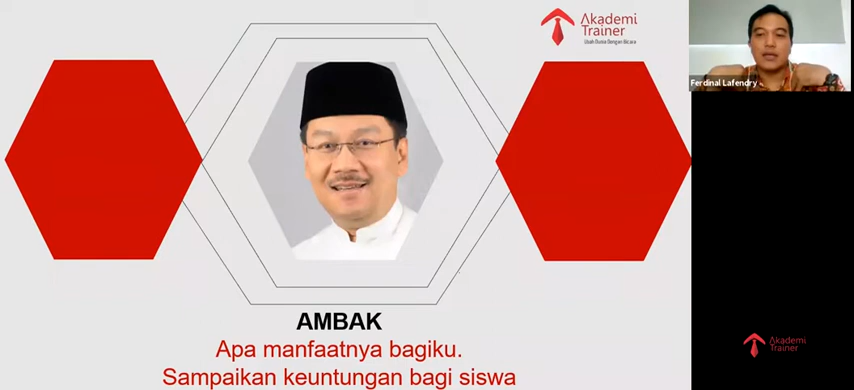 Akademi
Trainer
Ubah Dunia Dengan Bicara
Ferdinal Lafendry
AMBAK
Apa manfaatnya bagiku.
Sampaikan keuntungan bagi siswa
Akademi
Trainer